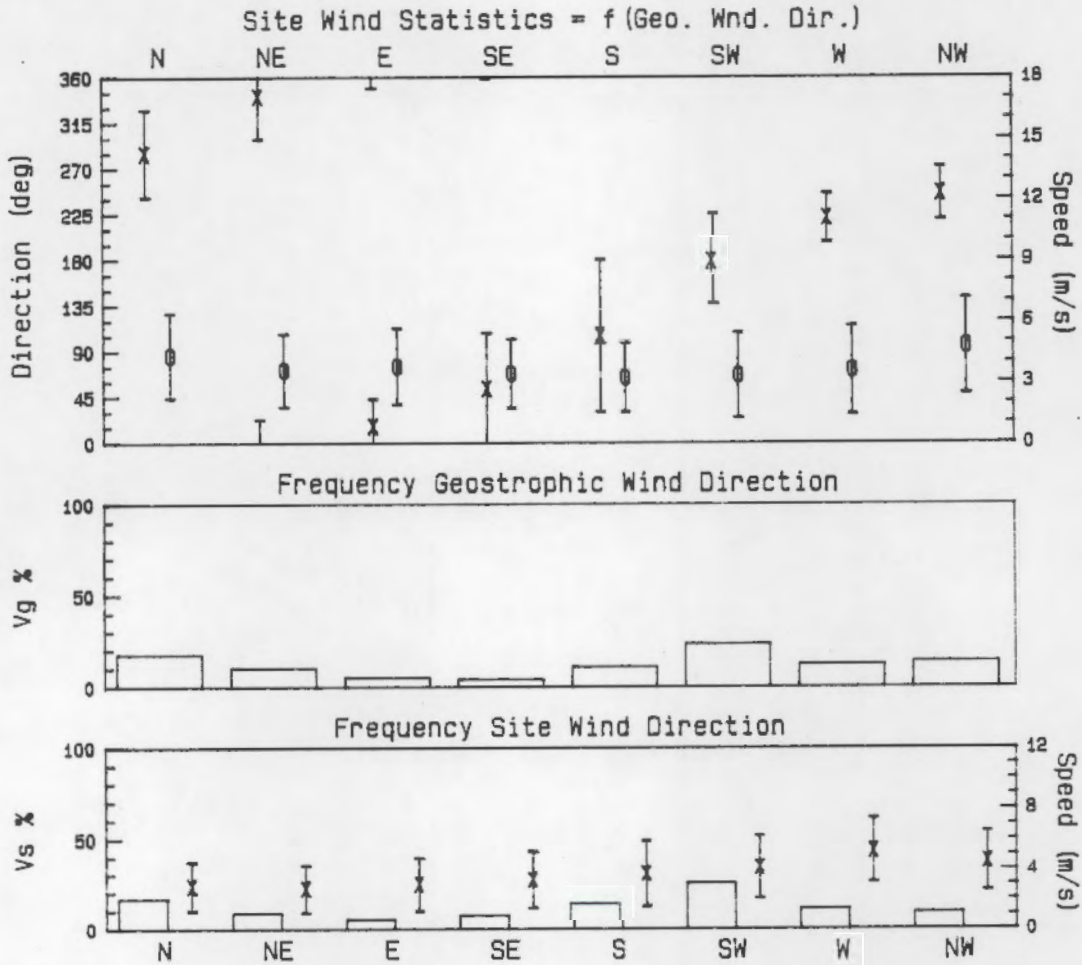 Site Wind Statistics = f(Geo. Wnd. Dir.)
N NE E SE S SW W NW
360
315
270
225
180
135
90
45
0
Direction (deg)
18
15
12
9
6
3
0
Speed (m/s)
Frequency Geostrophic Wind Direction
100
50
0
Vg %
Frequency Site Wind Direction
100
50
0
Vs %
12
8
4
0
Speed (m/s)
N NE E SE S SW W NW